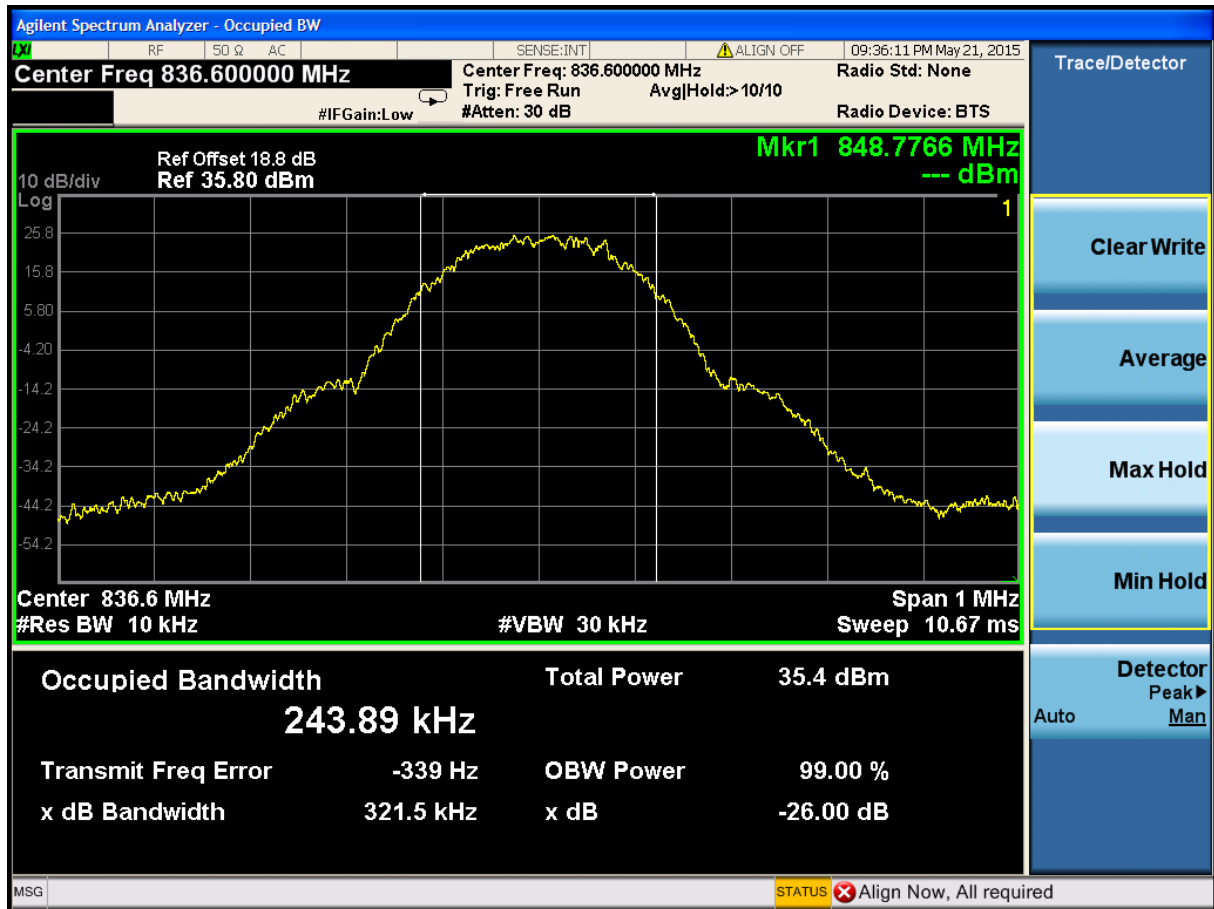 Agilent Spectrum Analyzer - Occupied BW
LXI RF 50 Ω AC SENSE:INT ALIGN OFF 09:36:11 PM May 21, 2015
Center Freq 836.600000 MHz
Center Freq: 836.600000 MHz
Radio Std: None
Trig: Free Run Avg|Hold:>10/10
#IFGain:Low
#Atten: 30 dB
Radio Device: BTS
Trace/Detector
Mkr1 848.7766 MHz
--- dBm
Ref Offset 18.8 dB
10 dB/div Ref 35.80 dBm
Log
1
25.8
15.8
5.80
-4.20
-14.2
-24.2
-34.2
-44.2
-54.2
Center 836.6 MHz Span 1 MHz
#Res BW 10 kHz #VBW 30 kHz Sweep 10.67 ms
Occupied Bandwidth Total Power 35.4 dBm
243.89 kHz
Transmit Freq Error -339 Hz OBW Power 99.00 %
x dB Bandwidth 321.5 kHz x dB -26.00 dB
Clear Write
Average
Max Hold
Min Hold
Detector
Peak
Auto Man
MSG STATUS Align Now, All required